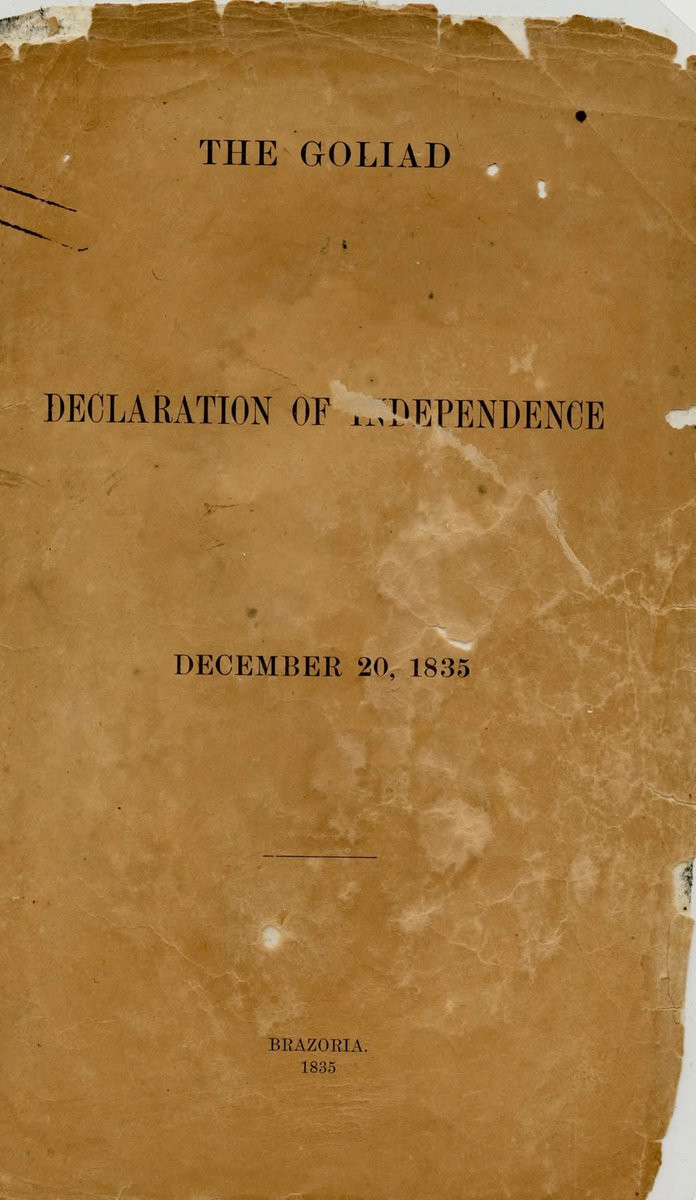 THE GOLIAD
DECLARATION OF INDEPENDENCE
DECEMBER 20, 1835
BRAZORIA.
1835